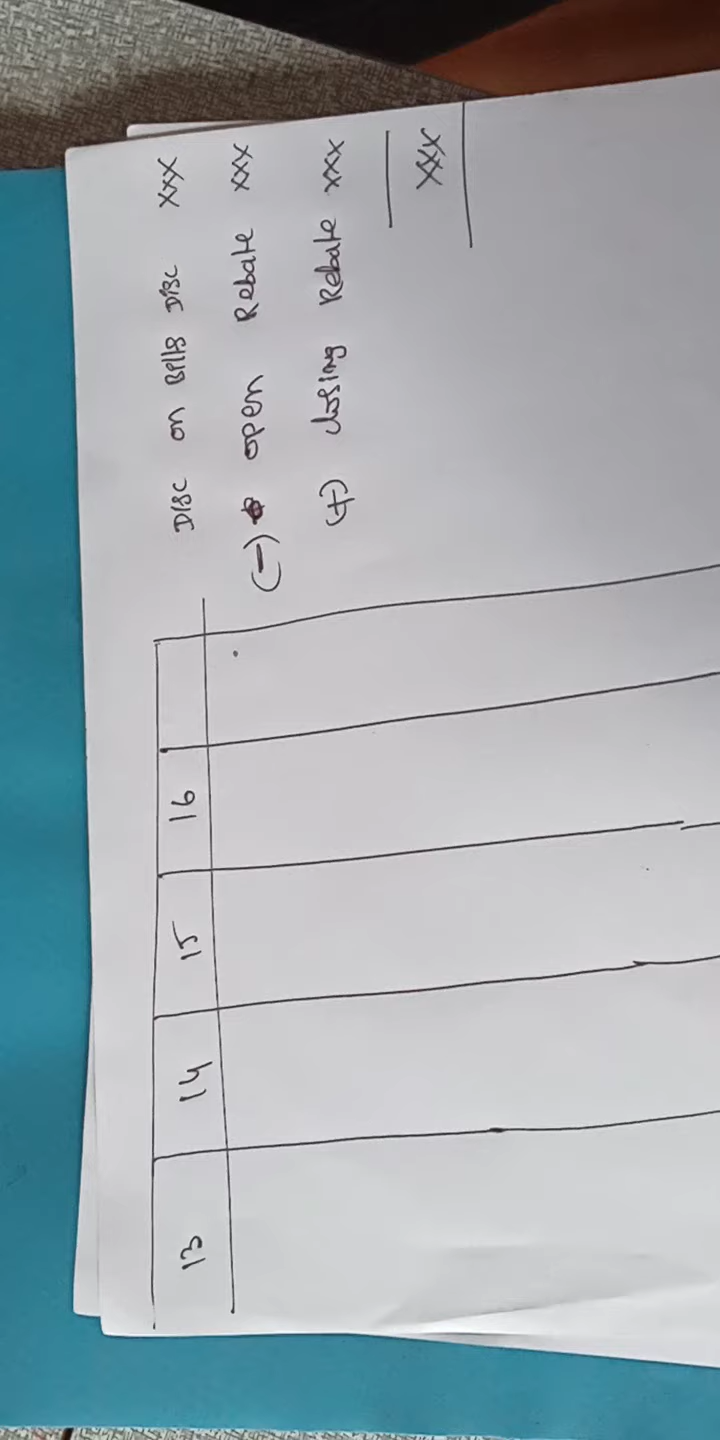 13 14 15 16
Disc on Bills Disc xxx
(-) open Rebate xxx
(+) closing Rebate xxx
xxx